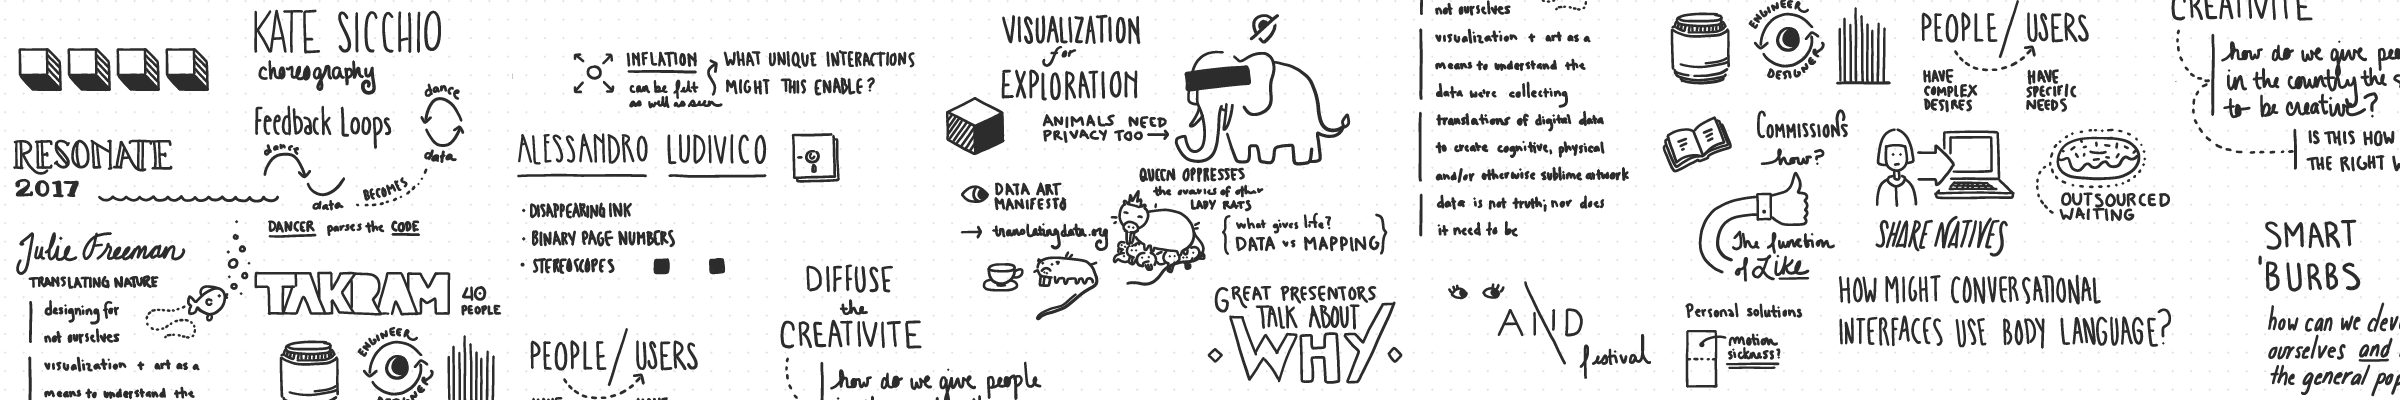 RESONATE
2017
Julie Freeman
TRANSLATING NATURE
designing for
not ourselves
visualization + art as a
means to understand the
KATE SICCHIO
choreography
Feedback Loops
dance
data
dance
data
BECOMES
DANCER parses the CODE
TAKRAM
40
PEOPLE
ENGINEER
DESIGNER
INFLATION
can be felt
as well as seen
WHAT UNIQUE INTERACTIONS
MIGHT THIS ENABLE?
ALESSANDRO LUDIVICO
· DISAPPEARING INK
· BINARY PAGE NUMBERS
· STEREOSCOPES
PEOPLE/USERS
DIFFUSE
the
CREATIVITE
how do we give people
VISUALIZATION
for
EXPLORATION
ANIMALS NEED
PRIVACY TOO
DATA ART
MANIFESTO
translatingdata.org
QUEEN OPPRESSES
the ovaries of other
LADY RATS
what gives life?
DATA vs MAPPING
GREAT PRESENTORS
TALK ABOUT
WHY
not ourselves
visualization + art as a
means to understand the
data we're collecting
translations of digital data
to create cognitive, physical
and/or otherwise sublime artwork
data is not truth; nor does
it need to be
AND
festival
ENGINEER
DESIGNER
PEOPLE/USERS
HAVE
COMPLEX
DESIRES
HAVE
SPECIFIC
NEEDS
COMMISSIONS
how?
The function
of Like
SHARE NATIVES
OUTSOURCED
WAITING
Personal solutions
motion
sickness?
HOW MIGHT CONVERSATIONAL
INTERFACES USE BODY LANGUAGE?
CREATIVITE
how do we give peo
in the country the s
to be creative?
IS THIS HOW
THE RIGHT
SMART
'BURBS
how can we dev
ourselves and
the general pop